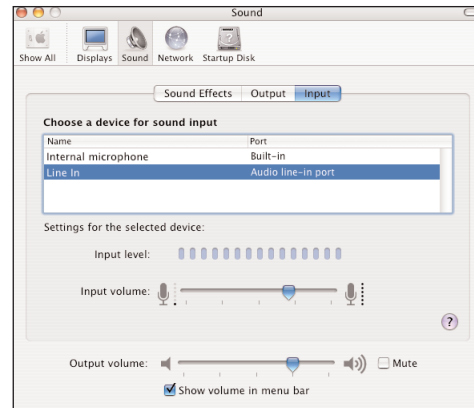 Sound
Show All Displays Sound Network Startup Disk
Sound Effects Output Input
Choose a device for sound input
Name Port
Internal microphone Built-in
Line In Audio line-in port
Settings for the selected device:
Input level:
Input volume:
?
Output volume: Mute
Show volume in menu bar